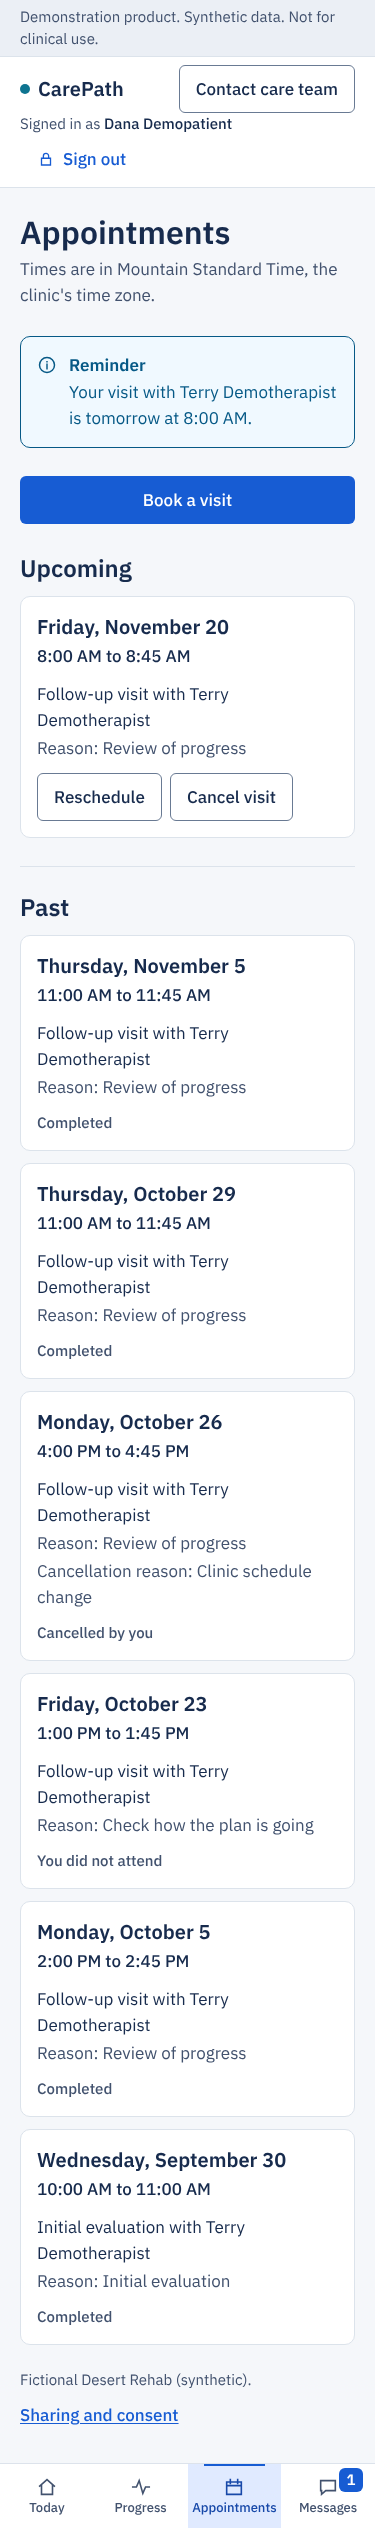 Demonstration product. Synthetic data. Not for
clinical use.
CarePath
Contact care team
Signed in as Dana Demopatient
Sign out
Appointments
Times are in Mountain Standard Time, the
clinic's time zone.
Reminder
Your visit with Terry Demotherapist
is tomorrow at 8:00 AM.
Book a visit
Upcoming
Friday, November 20
8:00 AM to 8:45 AM
Follow-up visit with Terry
Demotherapist
Reason: Review of progress
Reschedule
Cancel visit
Past
Thursday, November 5
11:00 AM to 11:45 AM
Follow-up visit with Terry
Demotherapist
Reason: Review of progress
Completed
Thursday, October 29
11:00 AM to 11:45 AM
Follow-up visit with Terry
Demotherapist
Reason: Review of progress
Completed
Monday, October 26
4:00 PM to 4:45 PM
Follow-up visit with Terry
Demotherapist
Reason: Review of progress
Cancellation reason: Clinic schedule
change
Cancelled by you
Friday, October 23
1:00 PM to 1:45 PM
Follow-up visit with Terry
Demotherapist
Reason: Check how the plan is going
You did not attend
Monday, October 5
2:00 PM to 2:45 PM
Follow-up visit with Terry
Demotherapist
Reason: Review of progress
Completed
Wednesday, September 30
10:00 AM to 11:00 AM
Initial evaluation with Terry
Demotherapist
Reason: Initial evaluation
Completed
Fictional Desert Rehab (synthetic).
Sharing and consent
Today
Progress
Appointments
1
Messages